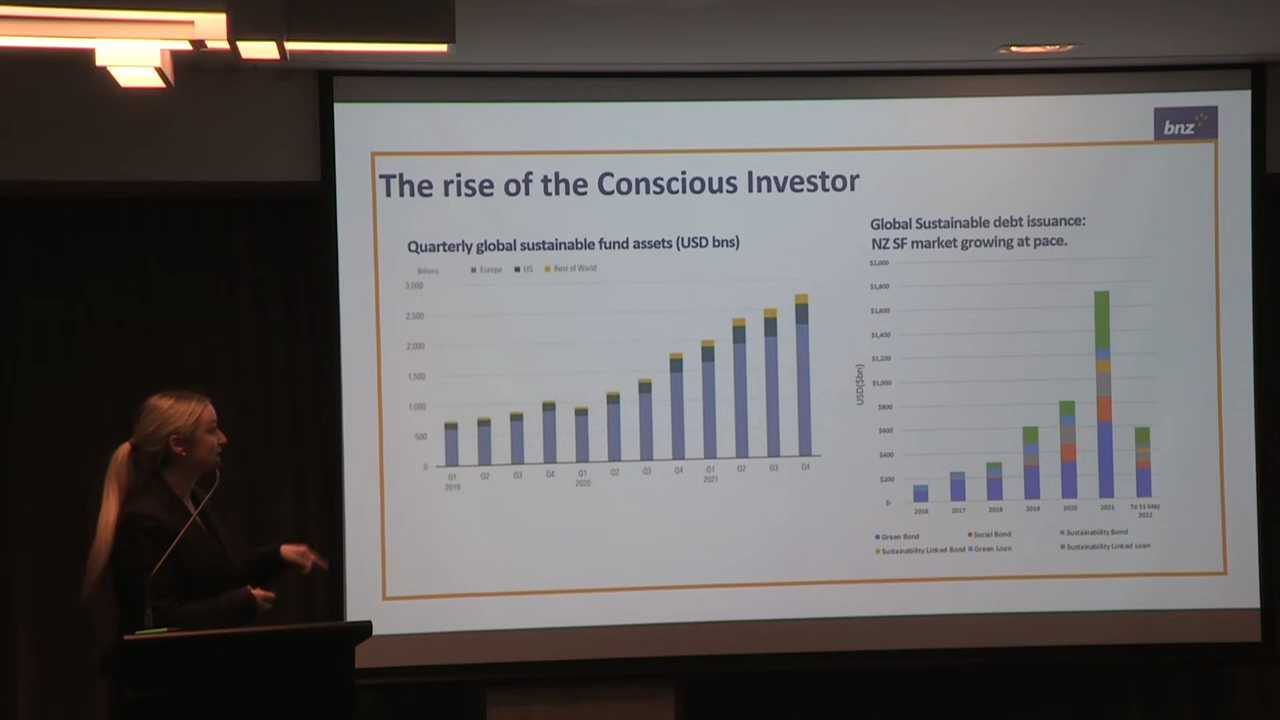 bnz
The rise of the Conscious Investor
Quarterly global sustainable fund assets (USD bns)
Billions
Europe US Rest of World
3,000
2,500
2,000
1,500
1,000
500
0
Q1 Q2 Q3 Q4 Q1 Q2 Q3 Q4 Q1 Q2 Q3 Q4
2019 2020 2021
Global Sustainable debt issuance:
NZ SF market growing at pace.
$2,000
$1,800
$1,600
$1,400
$1,200
$1,000
$800
$600
$400
$200
$-
USD($bn)
2016 2017 2018 2019 2020 2021 To 31 May
2022
Green Bond Social Bond Sustainability Bond
Sustainability Linked Bond Green Loan Sustainability Linked Loan